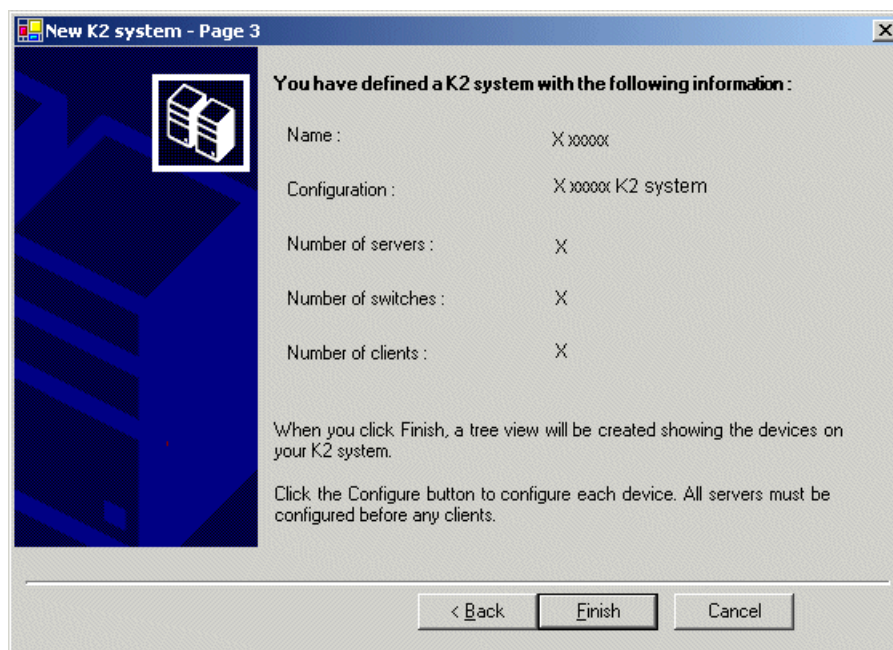 New K2 system - Page 3
You have defined a K2 system with the following information :
Name : X xxxxx
Configuration : X xxxxx K2 system
Number of servers : X
Number of switches : X
Number of clients : X
When you click Finish, a tree view will be created showing the devices on
your K2 system.
Click the Configure button to configure each device. All servers must be
configured before any clients.
< Back Finish Cancel